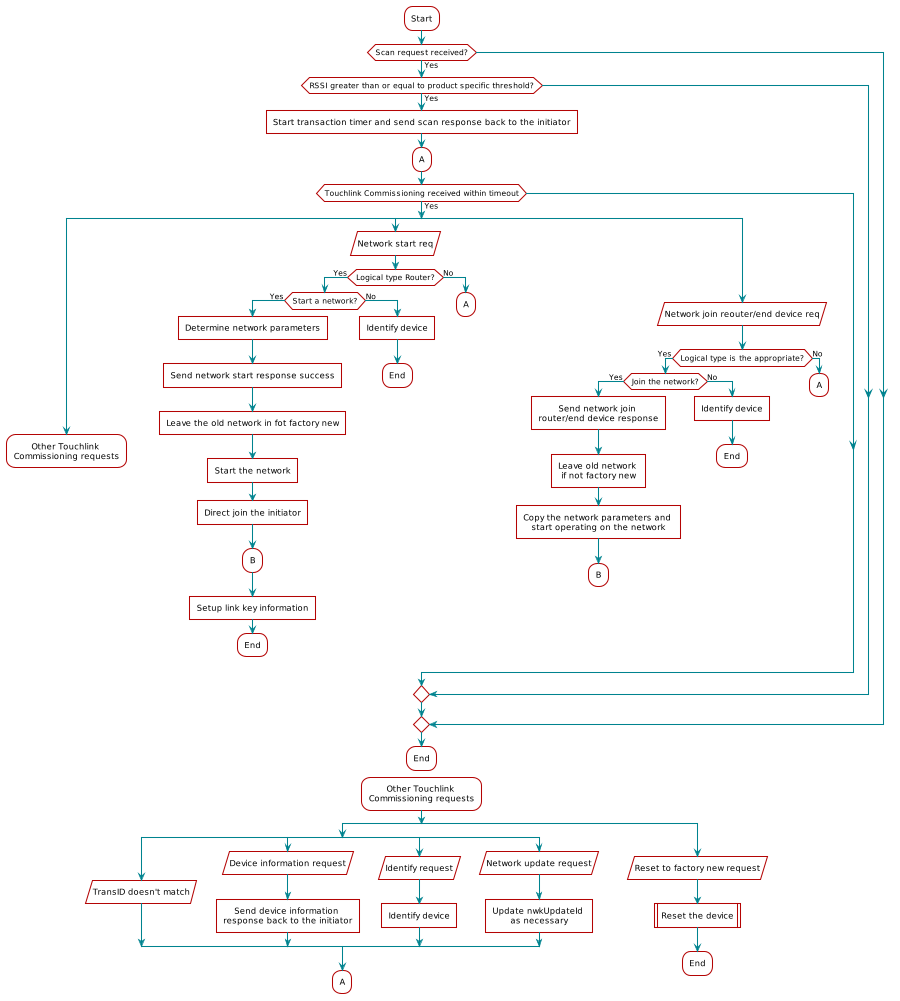 Start
Scan request received?
Yes
RSSI greater than or equal to product specific threshold?
Yes
Start transaction timer and send scan response back to the initiator
A
Touchlink Commissioning received within timeout
Yes
Other Touchlink
Commissioning requests
Network start req
Logical type Router?
Yes
No
A
Start a network?
Yes
No
Determine network parameters
Send network start response success
Leave the old network in fot factory new
Start the network
Direct join the initiator
B
Setup link key information
End
Identify device
End
Network join reouter/end device req
Logical type is the appropriate?
Yes
No
A
Join the network?
Yes
No
Send network join
router/end device response
Leave old network
if not factory new
Copy the network parameters and
start operating on the network
B
Identify device
End
End
Other Touchlink
Commissioning requests
TransID doesn't match
Device information request
Send device information
response back to the initiator
Identify request
Identify device
Network update request
Update nwkUpdateId
as necessary
A
Reset to factory new request
Reset the device
End